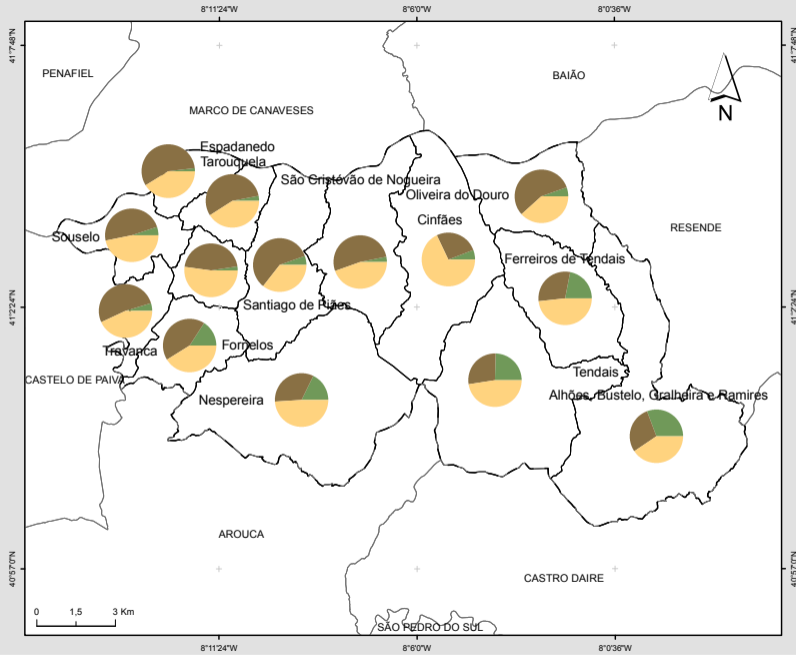 8°11'24"W 8°6'0"W 8°0'36"W
41°7'48"N 41°7'48"N
PENAFIEL
BAIÃO
MARCO DE CANAVESES
N
Espadanedo
Tarouquela
São Cristóvão de Nogueira
Oliveira do Douro
Cinfães
RESENDE
Souselo
Ferreiros de Tendais
41°2'24"N 41°2'24"N
Santiago de Piães
Travanca
Fornelos
CASTELO DE PAIVA
Tendais
Nespereira
Alhões, Bustelo, Gralheira e Ramires
AROUCA
40°57'0"N 40°57'0"N
CASTRO DAIRE
0 1,5 3 Km
SÃO PEDRO DO SUL
8°11'24"W 8°6'0"W 8°0'36"W